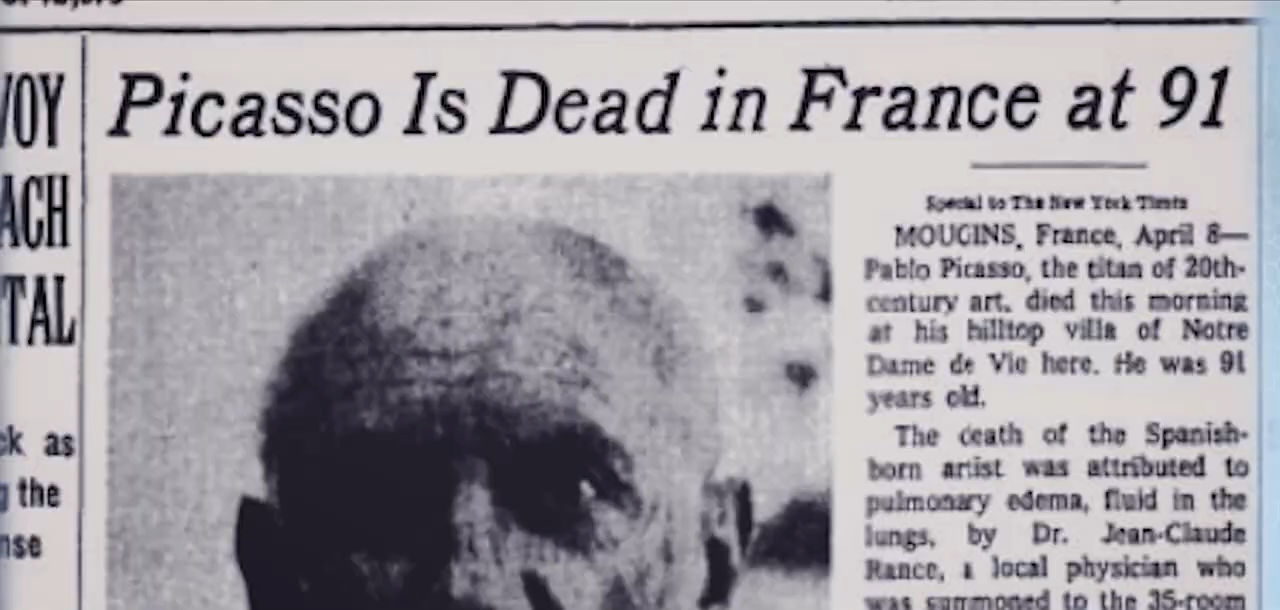 VOY
ACH
TAL
ck as
the
nse
Picasso Is Dead in France at 91
Special to The New York Times
MOUGINS, France, April 8—
Pablo Picasso, the titan of 20th-
century art, died this morning
at his hilltop villa of Notre
Dame de Vie here. He was 91
years old.
The death of the Spanish-
born artist was attributed to
pulmonary edema, fluid in the
lungs, by Dr. Jean-Claude
Rance, a local physician who
was summoned to the 35-room